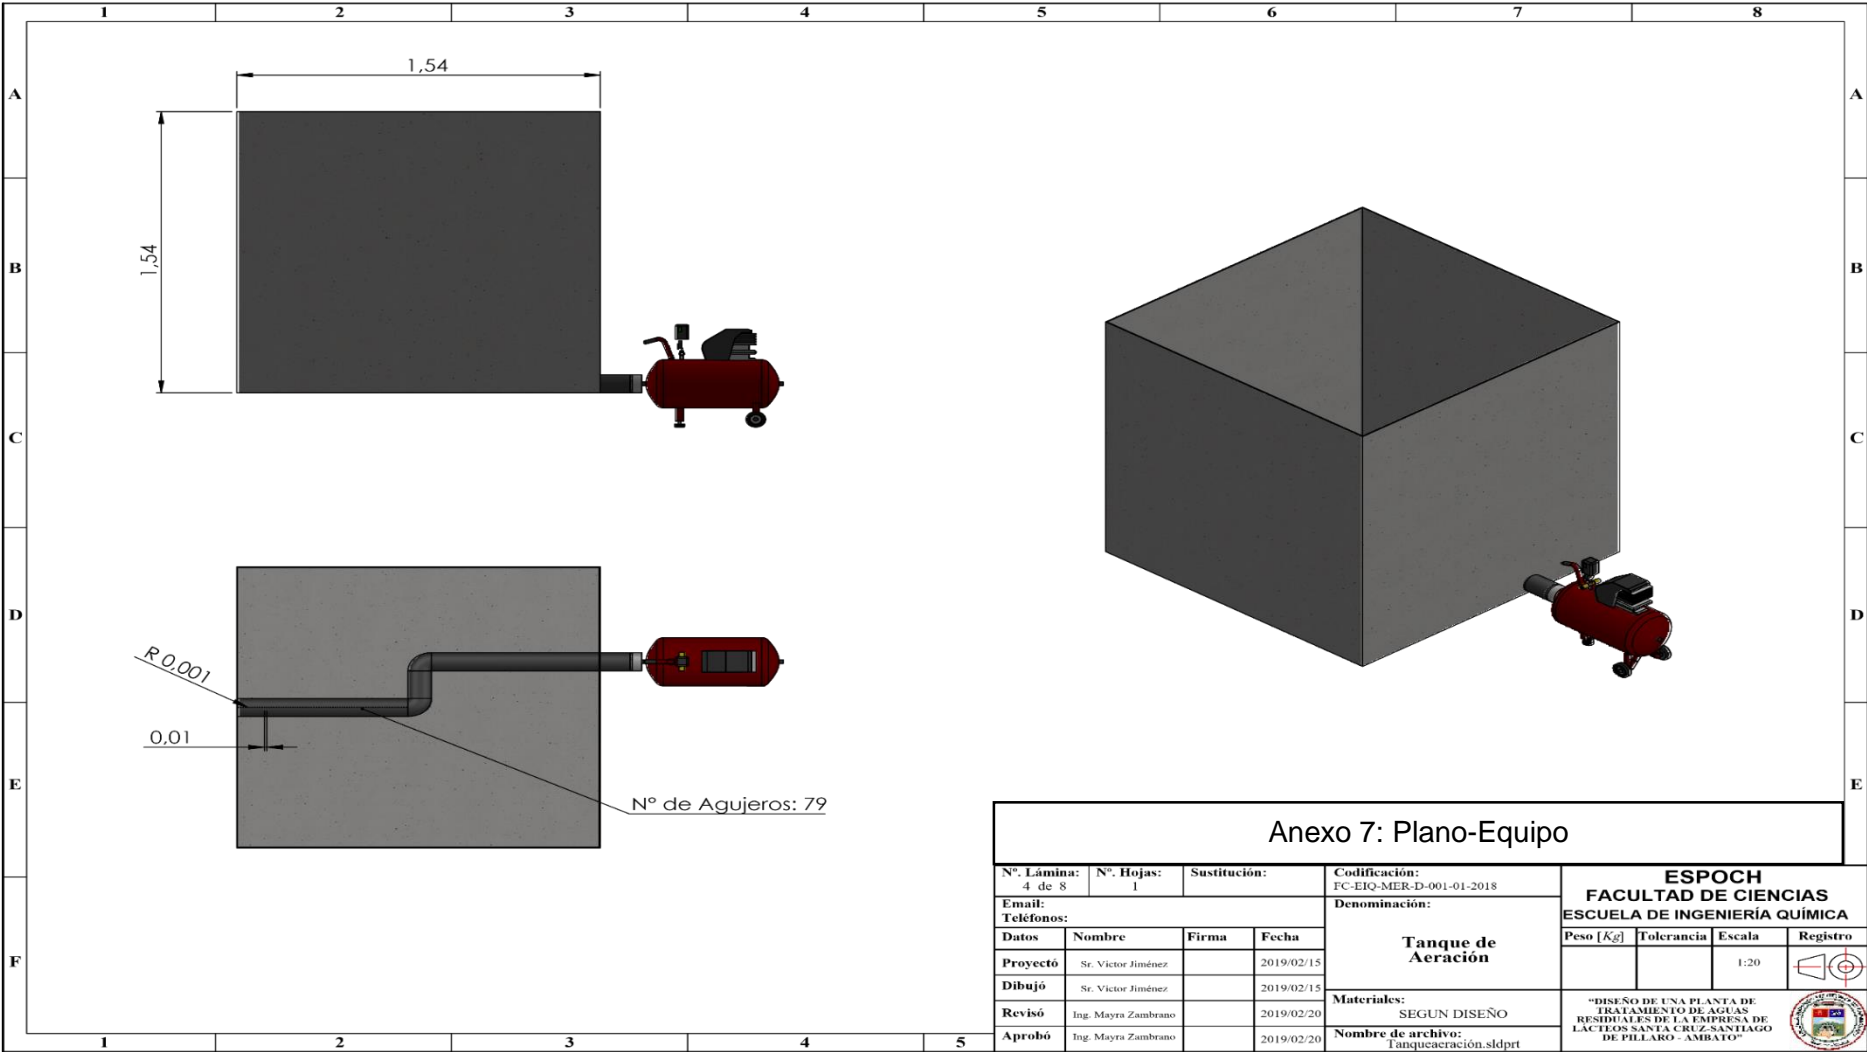 1 2 3 4 5 6 7 8
A A
B B
C C
D D
E E
F
1 2 3 4 5
1,54
1,54
R 0,001
0,01
N° de Agujeros: 79
Anexo 7: Plano-Equipo
N°. Lámina:
4 de 8
N°. Hojas:
1
Sustitución:
Codificación:
FC-EIQ-MER-D-001-01-2018
ESPOCH
FACULTAD DE CIENCIAS
ESCUELA DE INGENIERÍA QUÍMICA
Email:
Teléfonos:
Denominación:
Tanque de
Aeración
Datos Nombre Firma Fecha
Proyectó Sr. Victor Jiménez 2019/02/15
Dibujó Sr. Victor Jiménez 2019/02/15
Revisó Ing. Mayra Zambrano 2019/02/20
Aprobó Ing. Mayra Zambrano 2019/02/20
Peso [Kg] Tolerancia Escala Registro
1:20
Materiales:
SEGUN DISEÑO
Nombre de archivo:
Tanqueaeración.sldprt
“DISEÑO DE UNA PLANTA DE
TRATAMIENTO DE AGUAS
RESIDUALES DE LA EMPRESA DE
LÁCTEOS SANTA CRUZ-SANTIAGO
DE PILLARO - AMBATO”